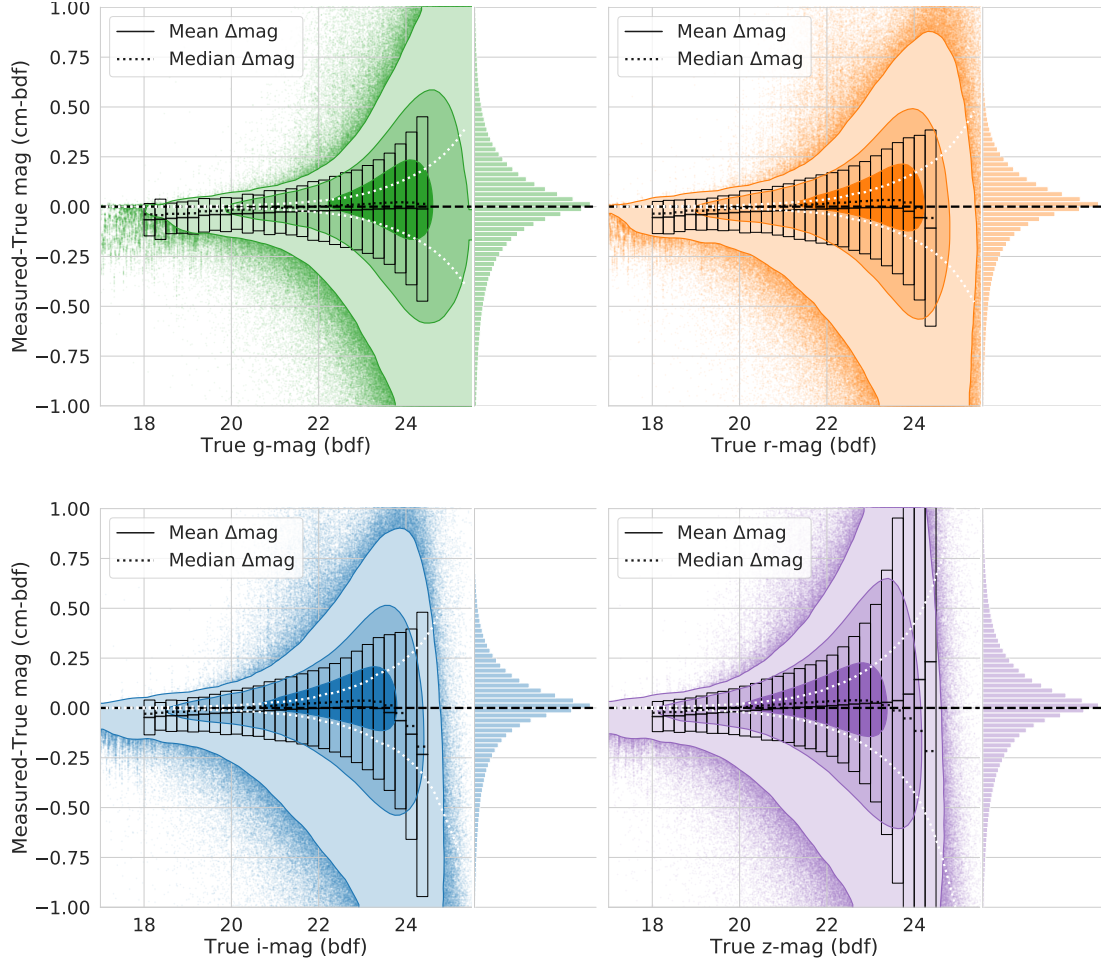 1.00
0.75
0.50
0.25
0.00
−0.25
−0.50
−0.75
−1.00
Measured-True mag (cm-bdf)
Mean Δmag
Median Δmag
18 20 22 24
True g-mag (bdf)
Mean Δmag
Median Δmag
18 20 22 24
True r-mag (bdf)
1.00
0.75
0.50
0.25
0.00
−0.25
−0.50
−0.75
−1.00
Measured-True mag (cm-bdf)
Mean Δmag
Median Δmag
18 20 22 24
True i-mag (bdf)
Mean Δmag
Median Δmag
18 20 22 24
True z-mag (bdf)